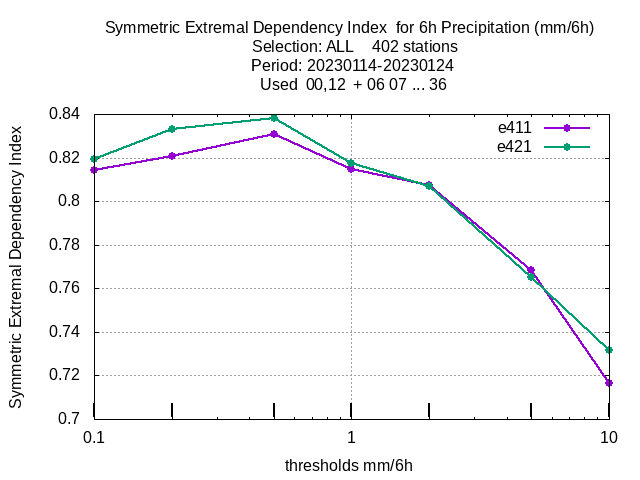 Symmetric Extremal Dependency Index  for 6h Precipitation (mm/6h)
Selection: ALL    402 stations
Period: 20230114-20230124
Used  00,12  + 06 07 ... 36
Symmetric Extremal Dependency Index
0.84
0.82
0.8
0.78
0.76
0.74
0.72
0.7
e411
e421
0.1
1
10
thresholds mm/6h